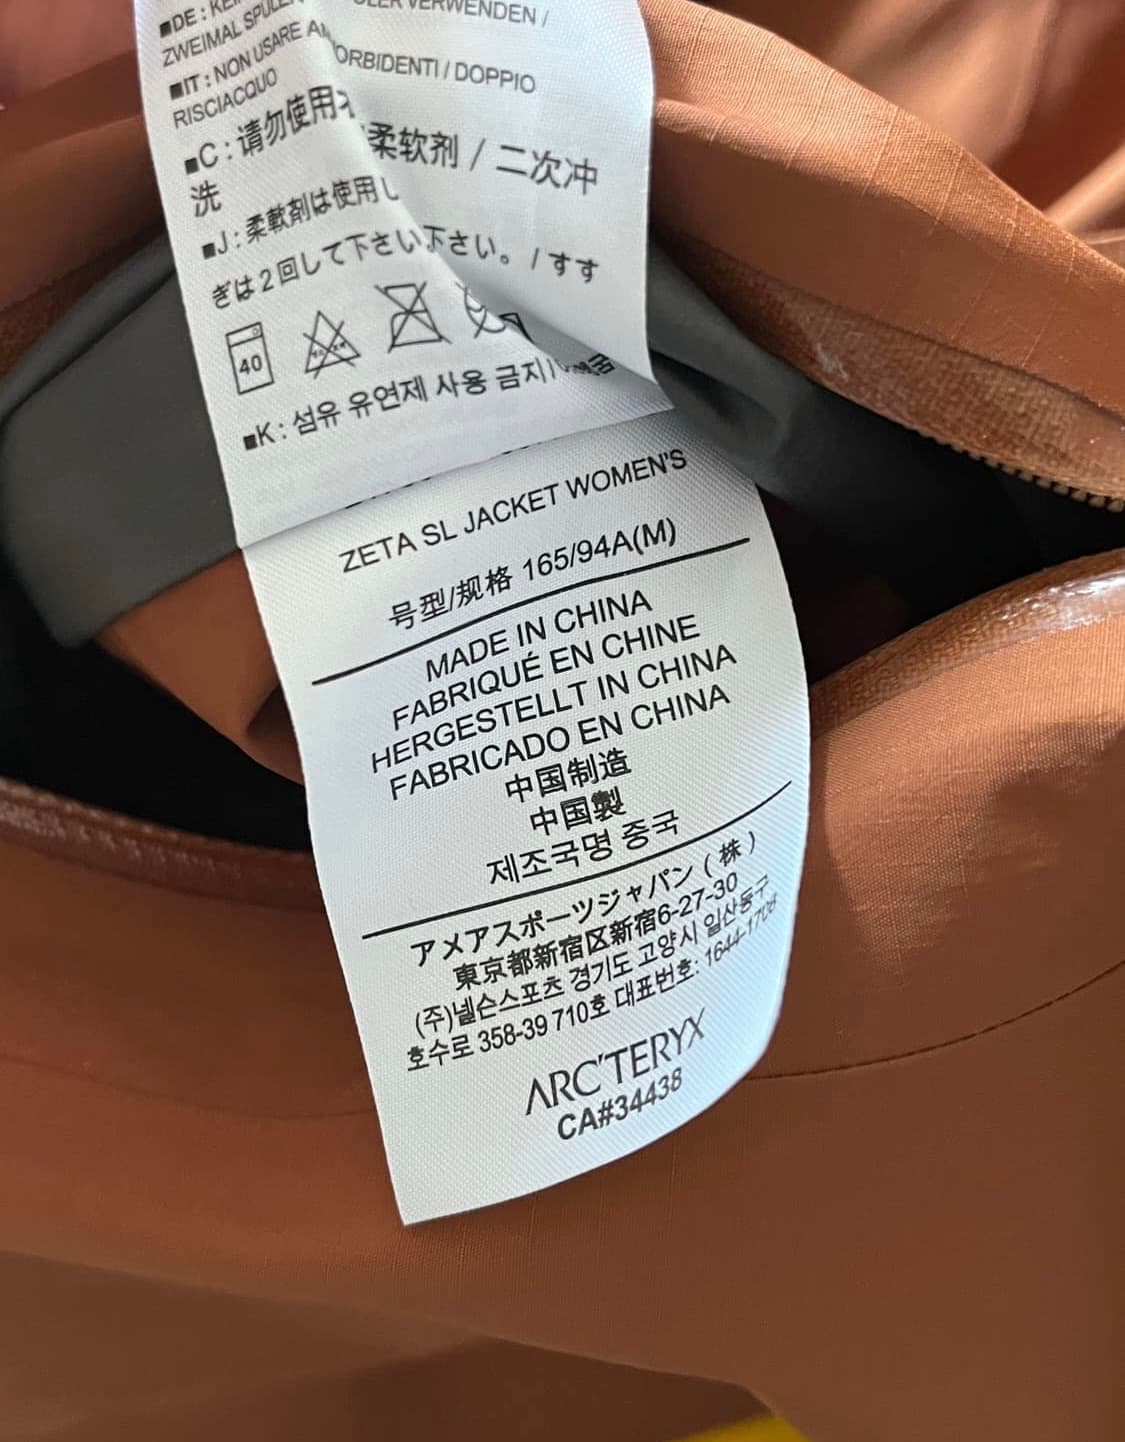 ■DE : 
ZWEIMAL SPÜLEN VERWENDEN /
■IT : NON USARE ORBIDENTI / DOPPIO
RISCIACQUO
■C : 请勿使用柔软剂 / 二次冲
洗
■J : 柔軟剤は使用し下さい。/ すす
ぎは2回して下さい
40
■K : 섬유 유연제 사용 금지/
ZETA SL JACKET WOMEN'S
号型/规格 165/94A(M)
MADE IN CHINA
FABRIQUÉ EN CHINE
HERGESTELLT IN CHINA
FABRICADO EN CHINA
中国制造
中国製
제조국명 중국
アメアスポーツジャパン ( 株 )
東京都新宿区新宿6-27-30
(주)넬슨스포츠 경기도 고양시 일산동구
호수로 358-39 710호 대표번호: 1644-1708
ARC'TERYX
CA#34438